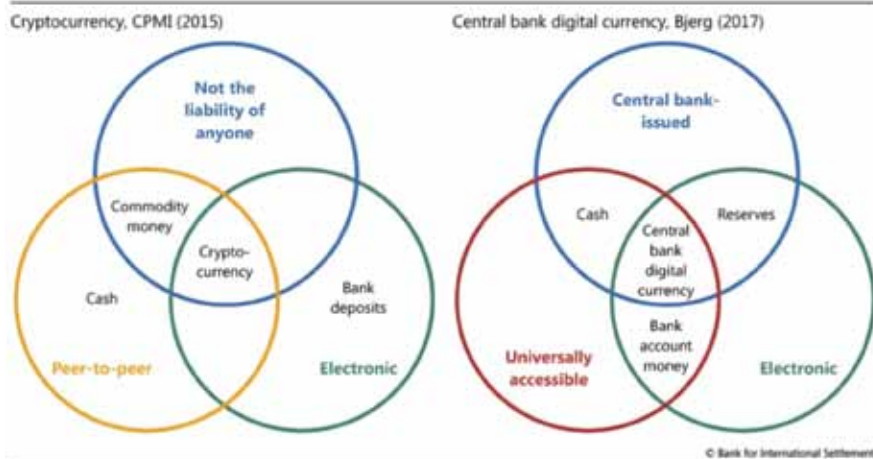 Cryptocurrency, CPMI (2015)
Not the
liability of
anyone
Commodity
money
Crypto-
currency
Cash
Bank
deposits
Peer-to-peer
Electronic
Central bank digital currency, Bjerg (2017)
Central bank-
issued
Cash
Reserves
Central
bank
digital
currency
Bank
account
money
Universally
accessible
Electronic
© Bank for International Settlement